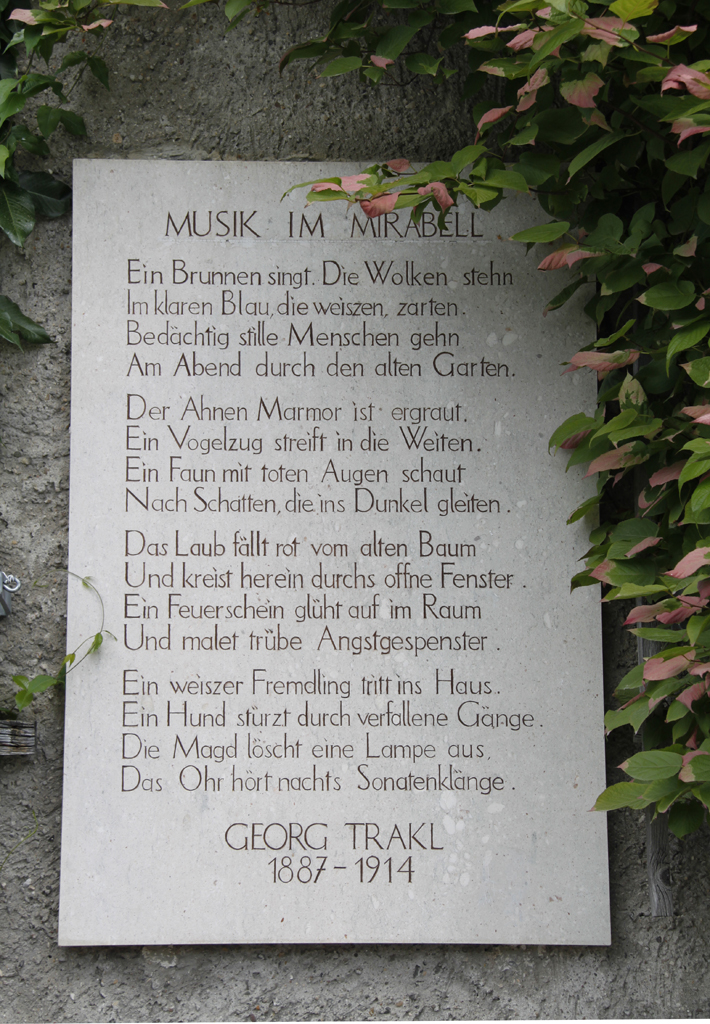 MUSIK IM MIRABELL
Ein Brunnen singt. Die Wolken stehn
Im klaren Blau, die weiszen, zarten.
Bedächtig stille Menschen gehn
Am Abend durch den alten Garten.
Der Ahnen Marmor ist ergraut.
Ein Vogelzug streift in die Weiten.
Ein Faun mit toten Augen schaut
Nach Schatten, die ins Dunkel gleiten.
Das Laub fällt rot vom alten Baum
Und kreist herein durchs offne Fenster.
Ein Feuerschein glüht auf im Raum
Und malet trübe Angstgespenster.
Ein weiszer Fremdling tritt ins Haus.
Ein Hund stürzt durch verfallene Gänge.
Die Magd löscht eine Lampe aus,
Das Ohr hört nachts Sonatenklänge.
GEORG TRAKL
1887-1914